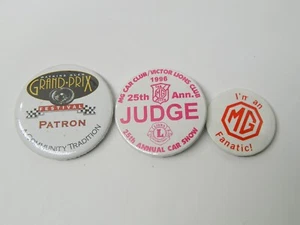 GRAND PRIX
FESTIVAL
PATRON
A COMMUNITY TRADITION
MG CAR CLUB/VICTOR LIONS CLUB
1996
25th Ann.
MG
JUDGE
L
25th ANNUAL CAR SHOW
I'm an
MG
Fanatic!